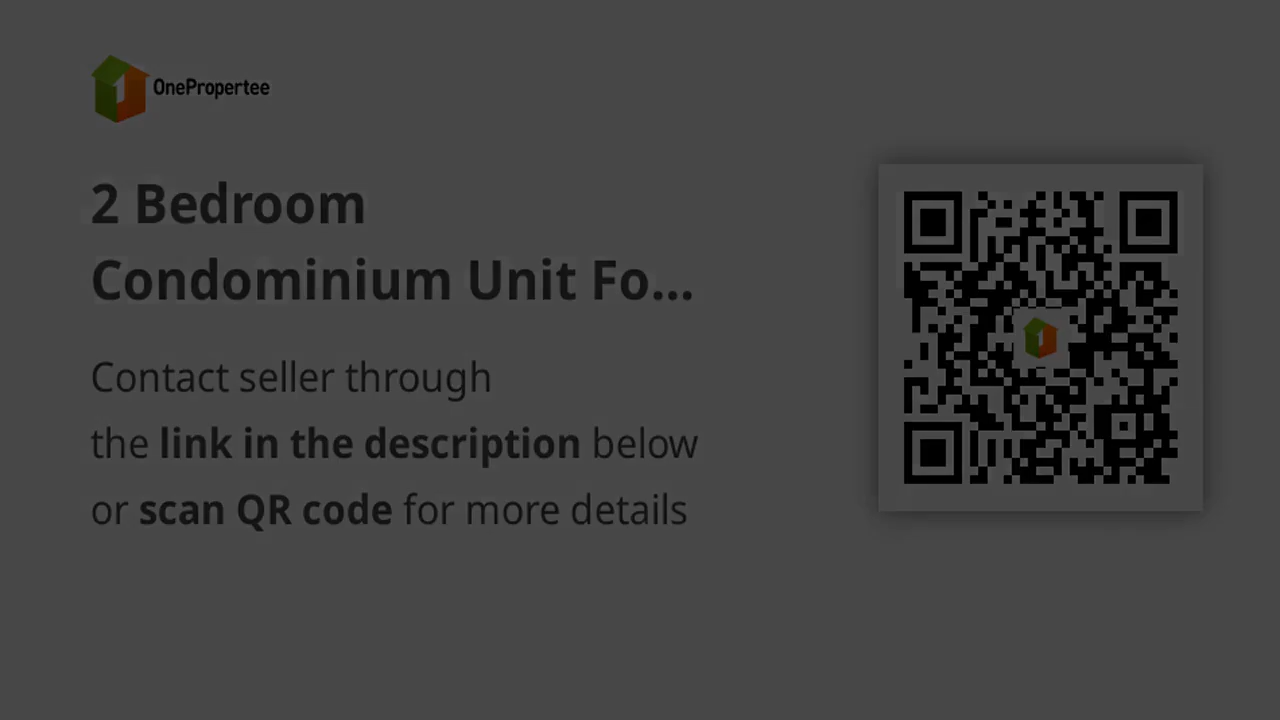 OnePropertee
2 Bedroom
Condominium Unit Fo...
Contact seller through
the link in the description below
or scan QR code for more details